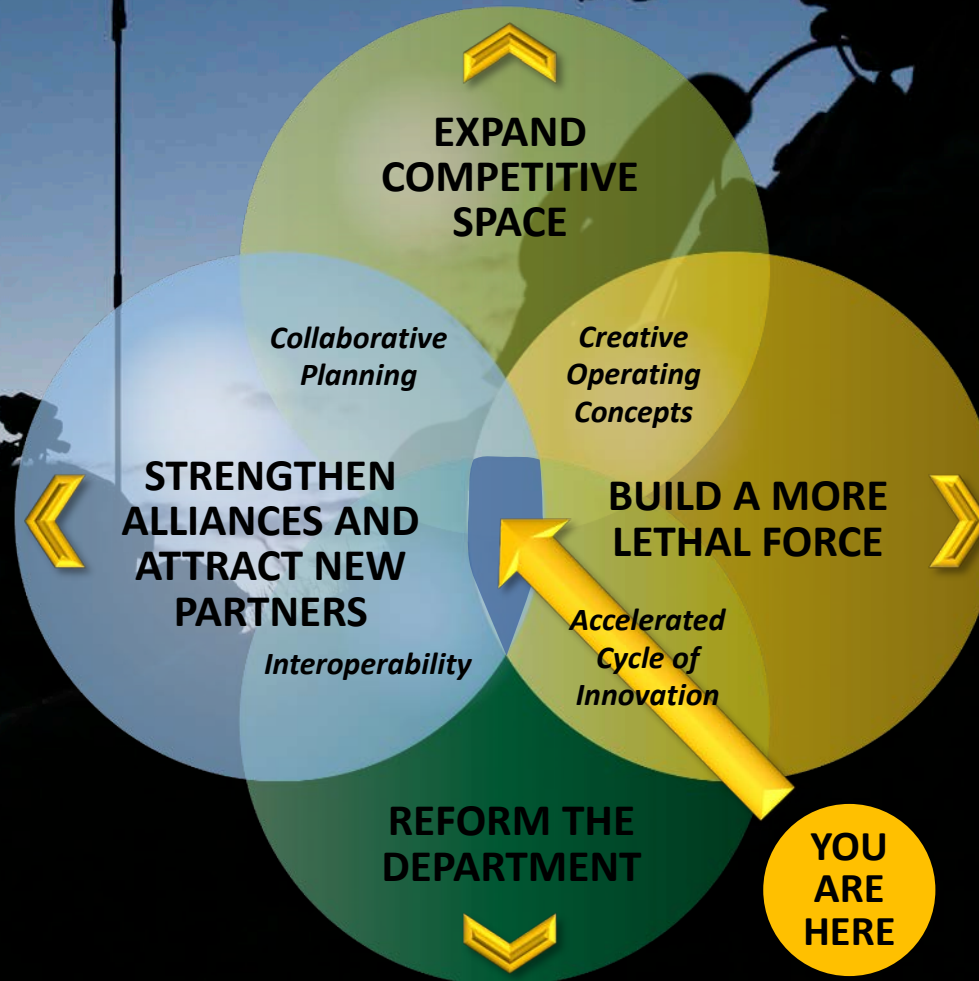 EXPAND
COMPETITIVE
SPACE
Collaborative
Planning
Creative
Operating
Concepts
STRENGTHEN
ALLIANCES AND
ATTRACT NEW
PARTNERS
BUILD A MORE
LETHAL FORCE
Interoperability
Accelerated
Cycle of
Innovation
REFORM THE
DEPARTMENT
YOU
ARE
HERE